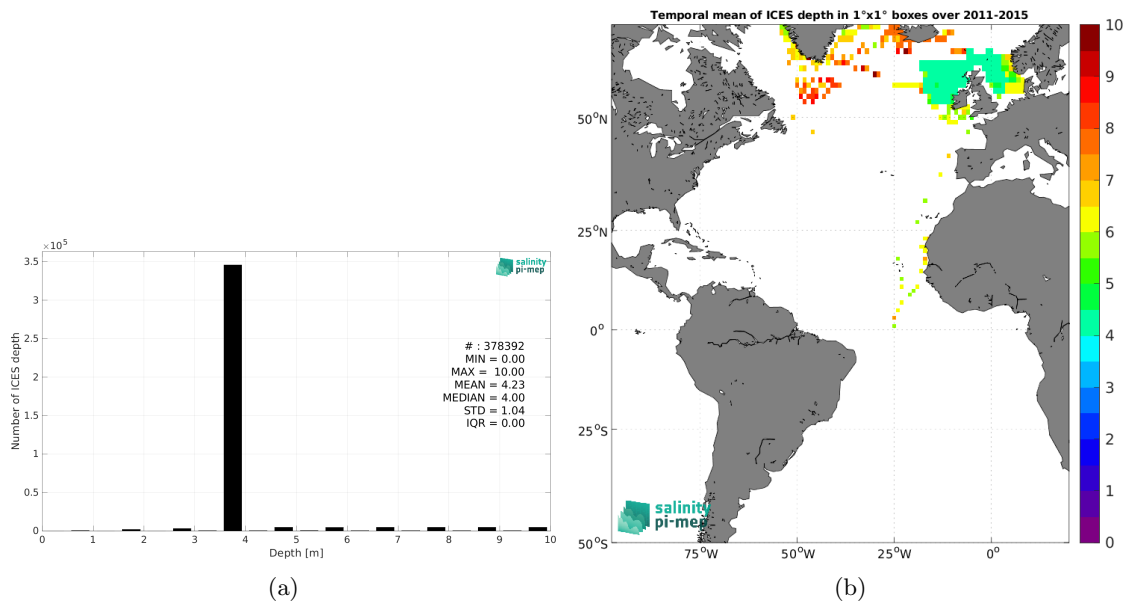 ×10⁵
3.5
3
2.5
2
1.5
1
0.5
0
Number of ICES depth
salinity
pi-mep
# : 378392
MIN = 0.00
MAX = 10.00
MEAN = 4.23
MEDIAN = 4.00
STD = 1.04
IQR = 0.00
0 1 2 3 4 5 6 7 8 9 10
Depth [m]
(a)
Temporal mean of ICES depth in 1°x1° boxes over 2011-2015
50°N
25°N
0°
25°S
50°S
75°W 50°W 25°W 0°
salinity
pi-mep
10
9
8
7
6
5
4
3
2
1
0
(b)